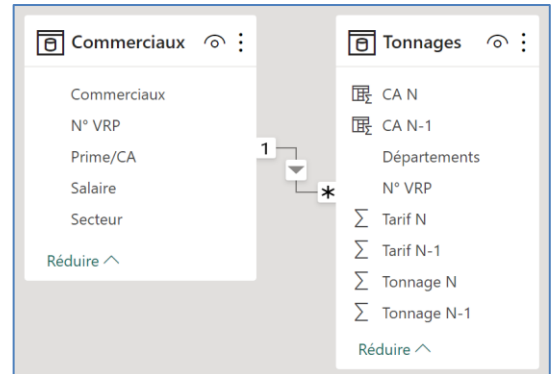 Commerciaux
Commerciaux
N° VRP
Prime/CA
Salaire
Secteur
Réduire
1
*
Tonnages
CA N
CA N-1
Départements
N° VRP
Σ Tarif N
Σ Tarif N-1
Σ Tonnage N
Σ Tonnage N-1
Réduire